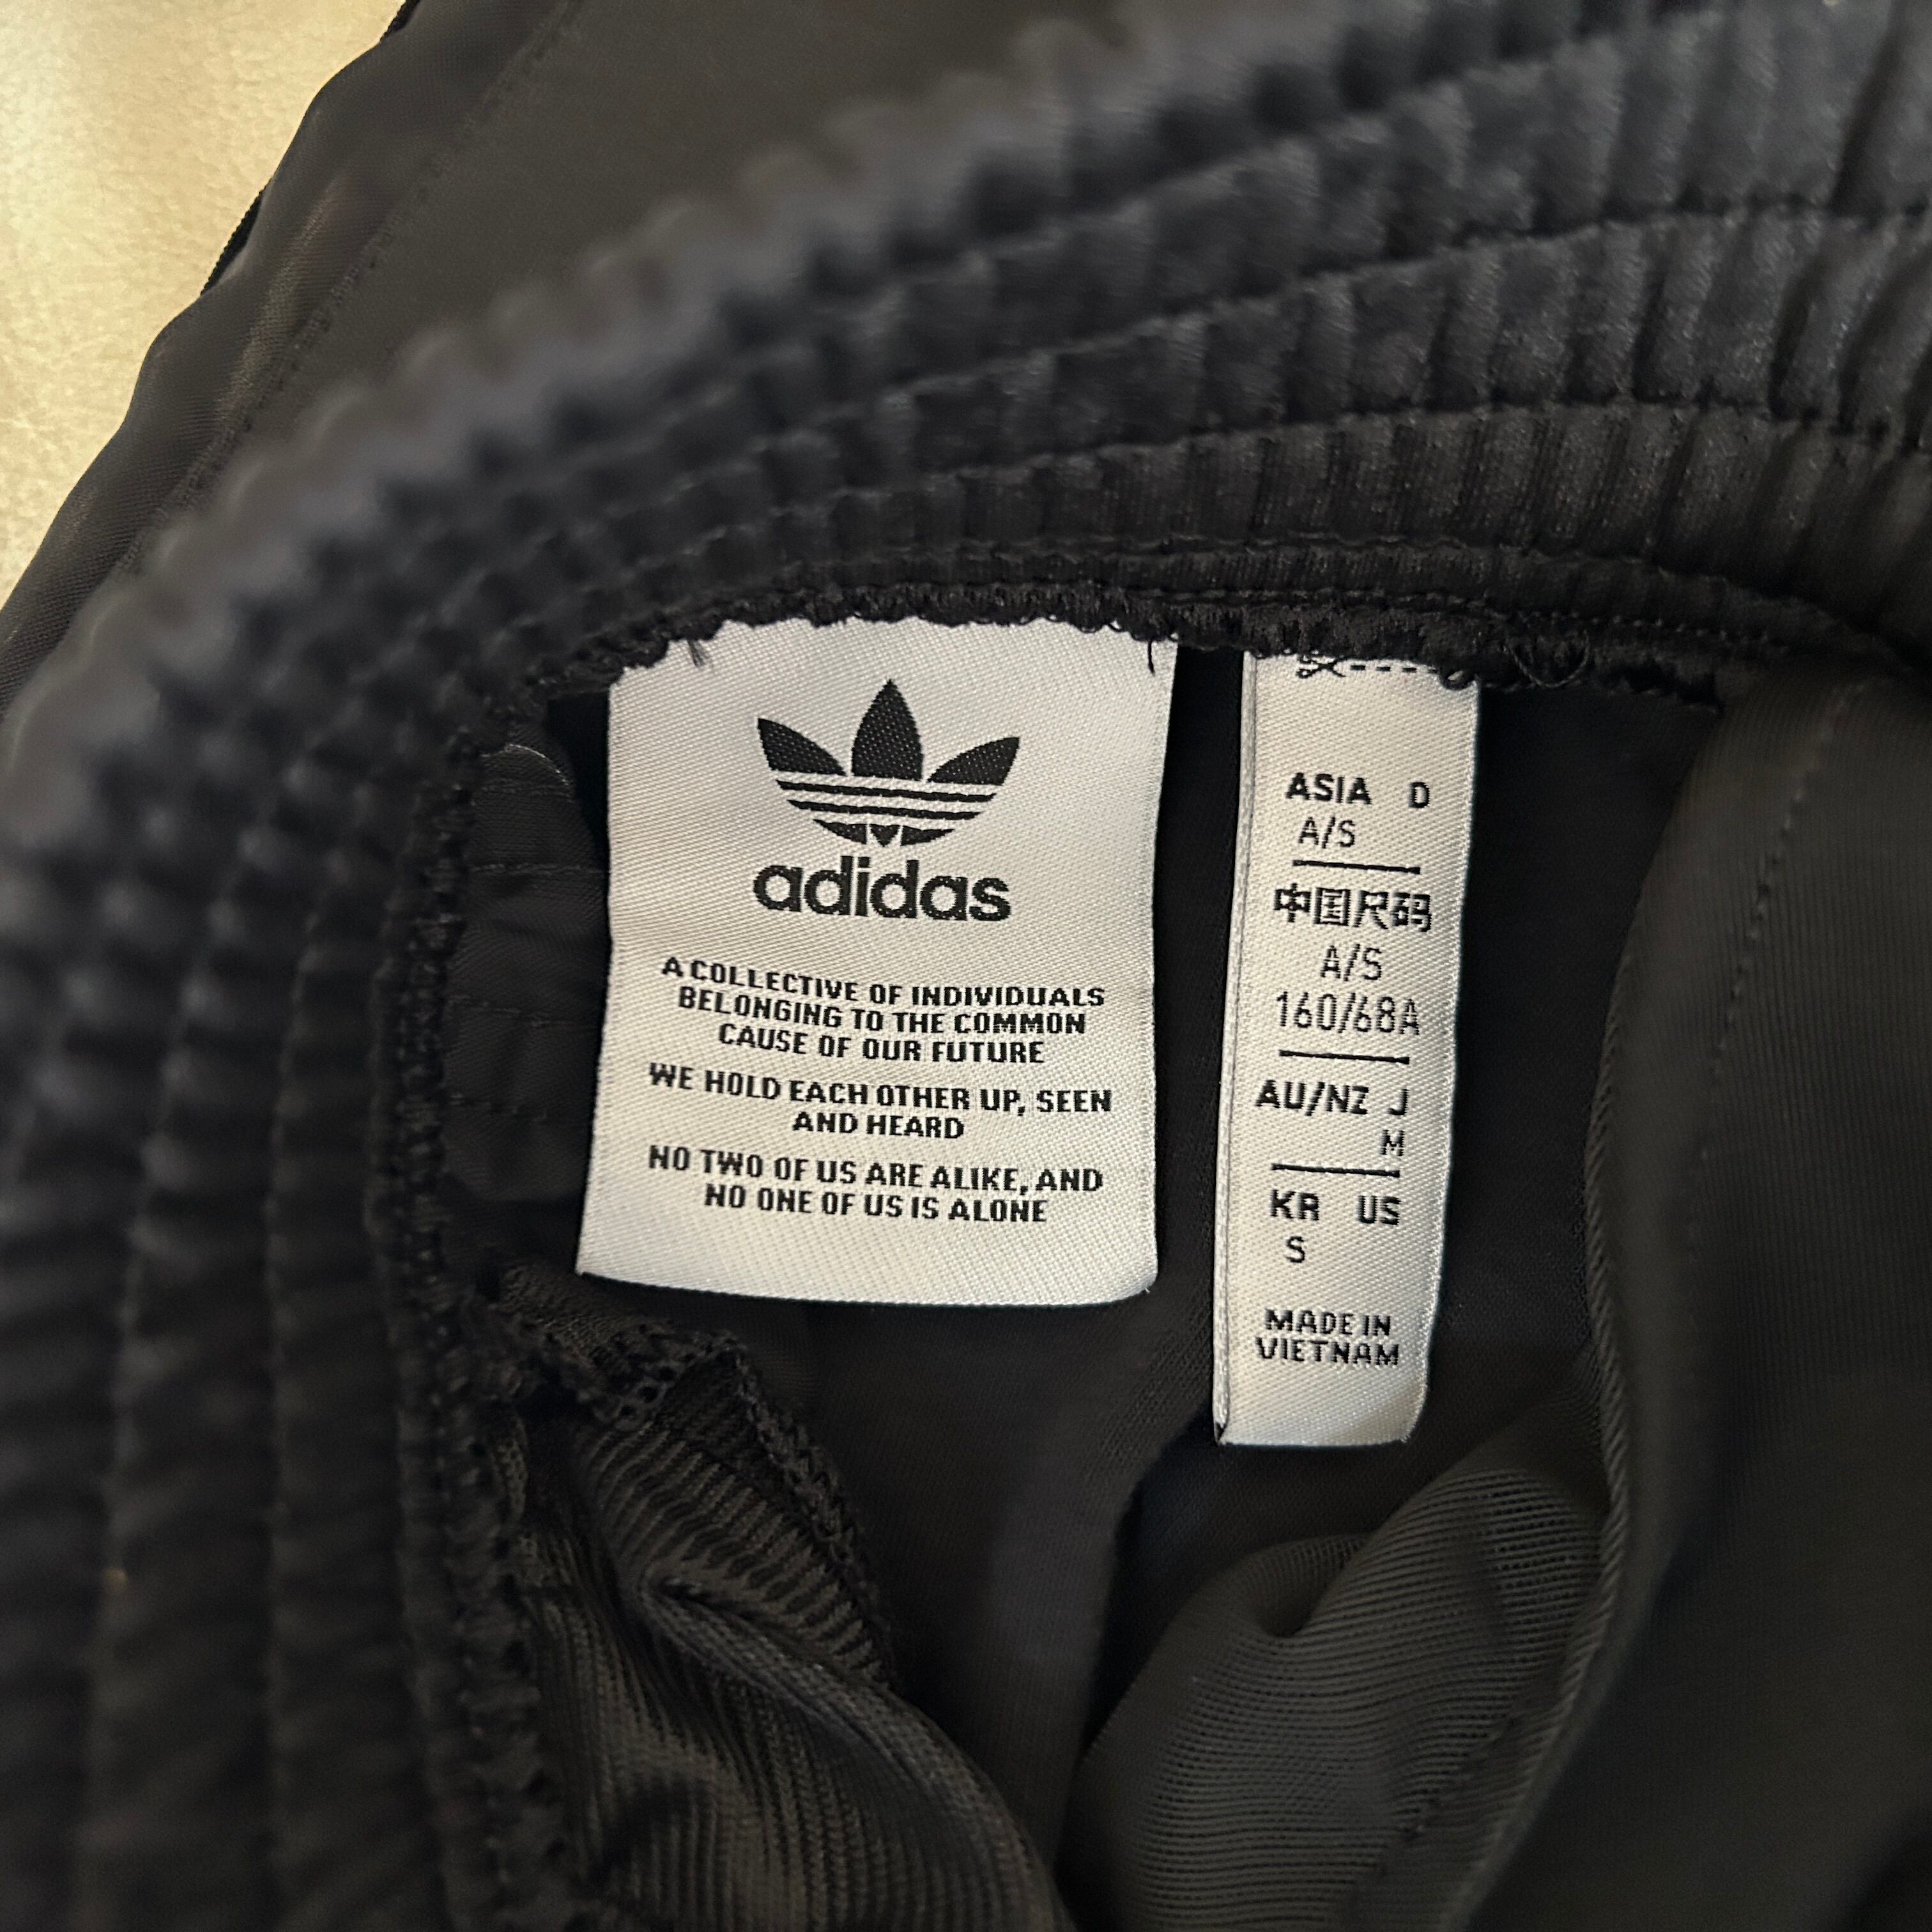 adidas
A COLLECTIVE OF INDIVIDUALS
BELONGING TO THE COMMON
CAUSE OF OUR FUTURE
WE HOLD EACH OTHER UP, SEEN
AND HEARD
NO TWO OF US ARE ALIKE, AND
NO ONE OF US IS ALONE
ASIA D
A/S
中国尺码
A/S
160/68A
AU/NZ J
M
KR US
S
MADE IN
VIETNAM